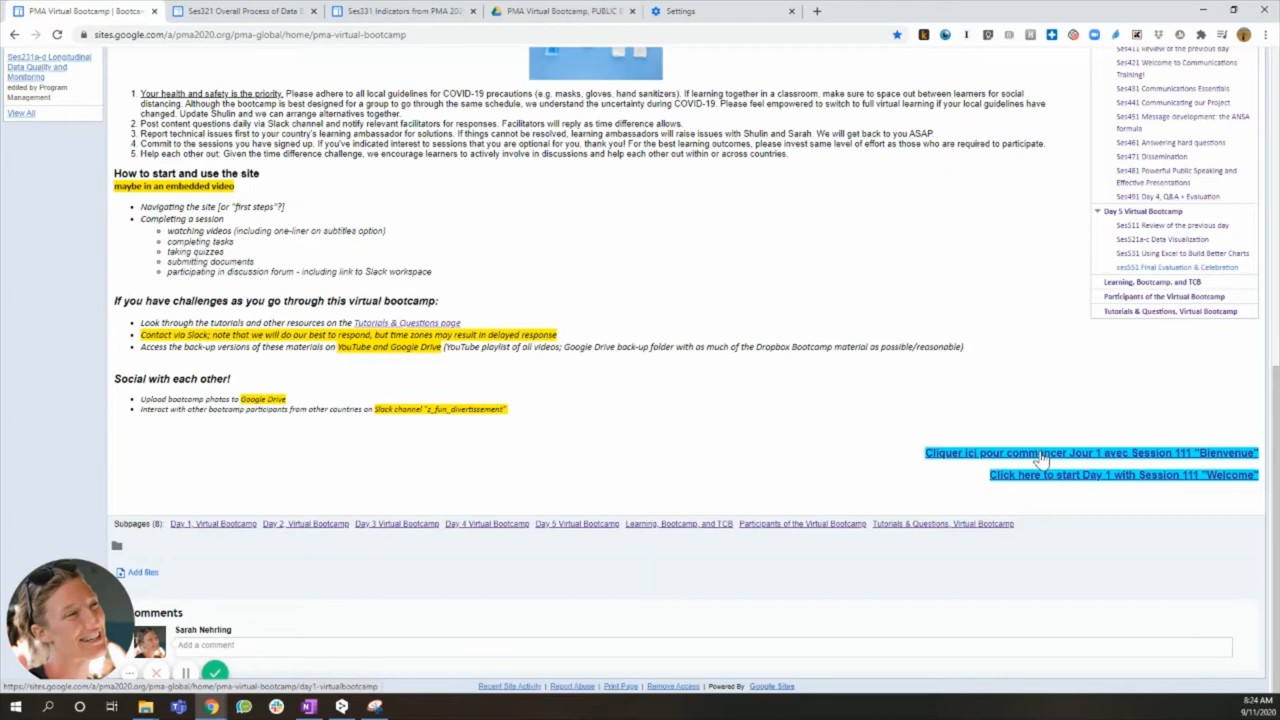 PMA Virtual Bootcamp | Bootcam
Ses321 Overall Process of Data E
Ses331 Indicators from PMA 202
PMA Virtual Bootcamp, PUBLIC E
Settings
sites.google.com/a/pma2020.org/pma-global/home/pma-virtual-bootcamp
Ses231a-d Longitudinal
Data Quality and
Monitoring
edited by Program
Management
View All
1. Your health and safety is the priority. Please adhere to all local guidelines for COVID-19 precautions (e.g. masks, gloves, hand sanitizers). If learning together in a classroom, make sure to space out between learners for social
distancing. Although the bootcamp is best designed for a group to go through the same schedule, we understand the uncertainty during COVID-19. Please feel empowered to switch to full virtual learning if your local guidelines have
changed. Update Shulin and we can arrange alternatives together.
2. Post content questions daily via Slack channel and notify relevant facilitators for responses. Facilitators will reply as time difference allows.
3. Report technical issues first to your country's learning ambassador for solutions. If things cannot be resolved, learning ambassadors will raise issues with Shulin and Sarah. We will get back to you ASAP.
4. Commit to the sessions you have signed up. If you've indicated interest to sessions that you are optional for you, thank you! For the best learning outcomes, please invest same level of effort as those who are required to participate.
5. Help each other out: Given the time difference challenge, we encourage learners to actively involve in discussions and help each other out within or across countries.
How to start and use the site
maybe in an embedded video
Navigating the site [or "first steps"?]
Completing a session
watching videos (including one-liner on subtitles option)
completing tasks
taking quizzes
submitting documents
participating in discussion forum - including link to Slack workspace
If you have challenges as you go through this virtual bootcamp:
Look through the tutorials and other resources on the Tutorials & Questions page
Contact via Slack; note that we will do our best to respond, but time zones may result in delayed response
Access the back-up versions of these materials on YouTube and Google Drive (YouTube playlist of all videos; Google Drive back-up folder with as much of the Dropbox Bootcamp material as possible/reasonable)
Social with each other!
Upload bootcamp photos to Google Drive
Interact with other bootcamp participants from other countries on Slack channel "z_fun_divertissement"
Cliquer ici pour commencer Jour 1 avec Session 111 "Bienvenue"
Click here to start Day 1 with Session 111 "Welcome"
Ses411 Review of the previous day
Ses421 Welcome to Communications
Training!
Ses431 Communications Essentials
Ses441 Communicating our Project
Ses451 Message development: the ANSA
formula
Ses461 Answering hard questions
Ses471 Dissemination
Ses481 Powerful Public Speaking and
Effective Presentations
Ses491 Day 4, Q&A + Evaluation
Day 5 Virtual Bootcamp
Ses511 Review of the previous day
Ses521a-c Data Visualization
Ses531 Using Excel to Build Better Charts
ses551 Final Evaluation & Celebration
Learning, Bootcamp, and TCB
Participants of the Virtual Bootcamp
Tutorials & Questions, Virtual Bootcamp
Subpages (8): Day 1, Virtual Bootcamp Day 2, Virtual Bootcamp Day 3 Virtual Bootcamp Day 4 Virtual Bootcamp Day 5 Virtual Bootcamp Learning, Bootcamp, and TCB Participants of the Virtual Bootcamp Tutorials & Questions, Virtual Bootcamp
Add files
omments
Sarah Nehrling
Add a comment
https://sites.google.com/a/pma2020.org/pma-global/home/pma-virtual-bootcamp/day1-virtualbootcamp
Recent Site Activity | Report Abuse | Print Page | Remove Access | Powered By Google Sites
8:24 AM
9/11/2020